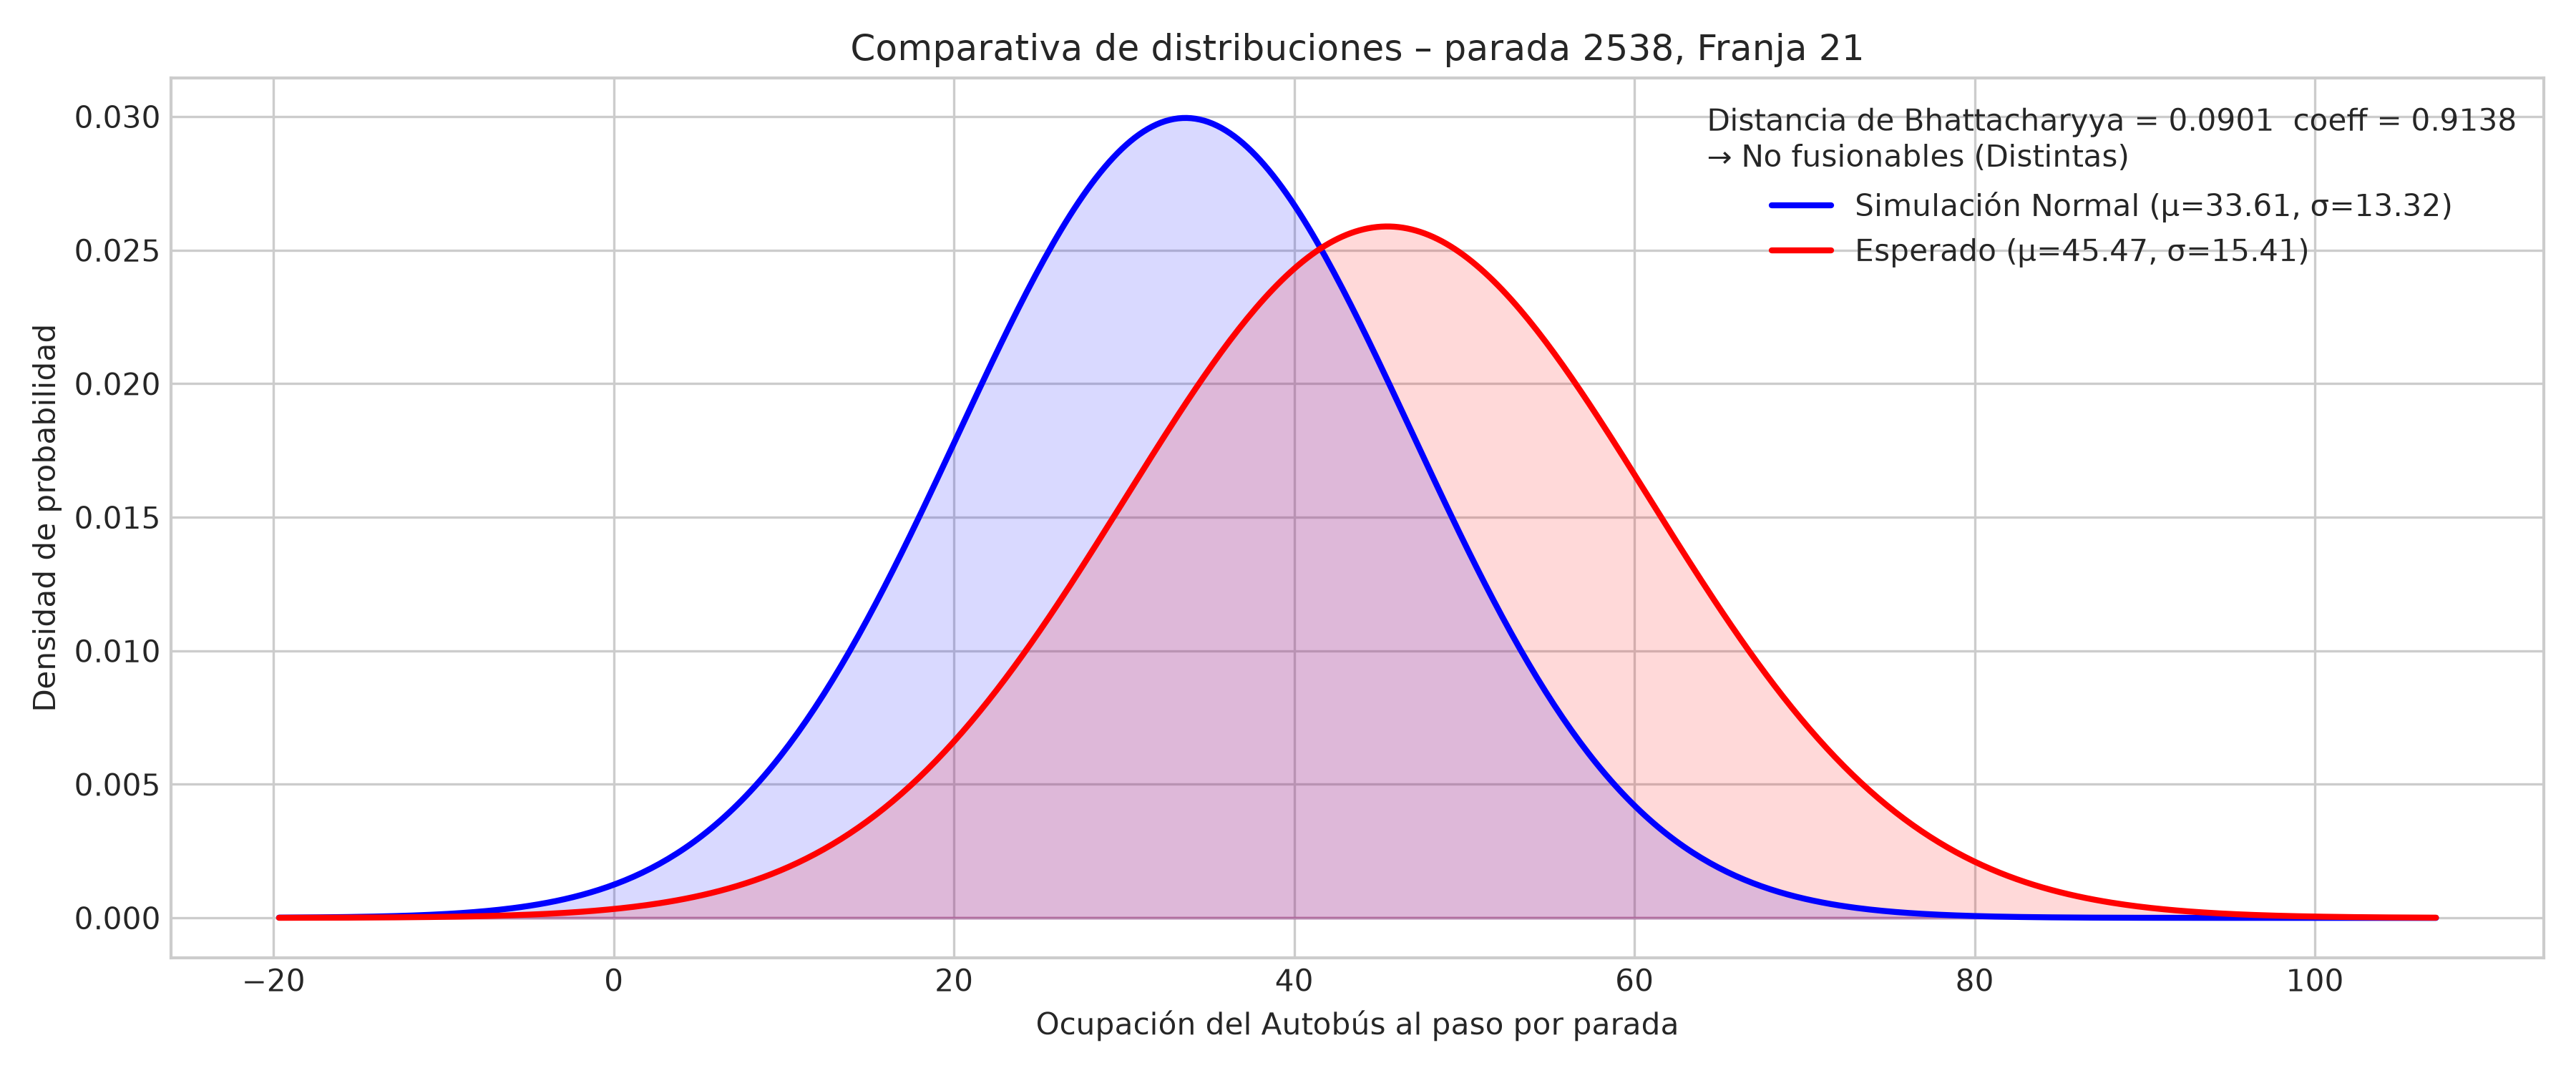 Comparativa de distribuciones – parada 2538, Franja 21
Distancia de Bhattacharyya = 0.0901  coeff = 0.9138
→ No fusionables (Distintas)
Simulación Normal (μ=33.61, σ=13.32)
Esperado (μ=45.47, σ=15.41)
Densidad de probabilidad
0.030
0.025
0.020
0.015
0.010
0.005
0.000
−20 0 20 40 60 80 100
Ocupación del Autobús al paso por parada